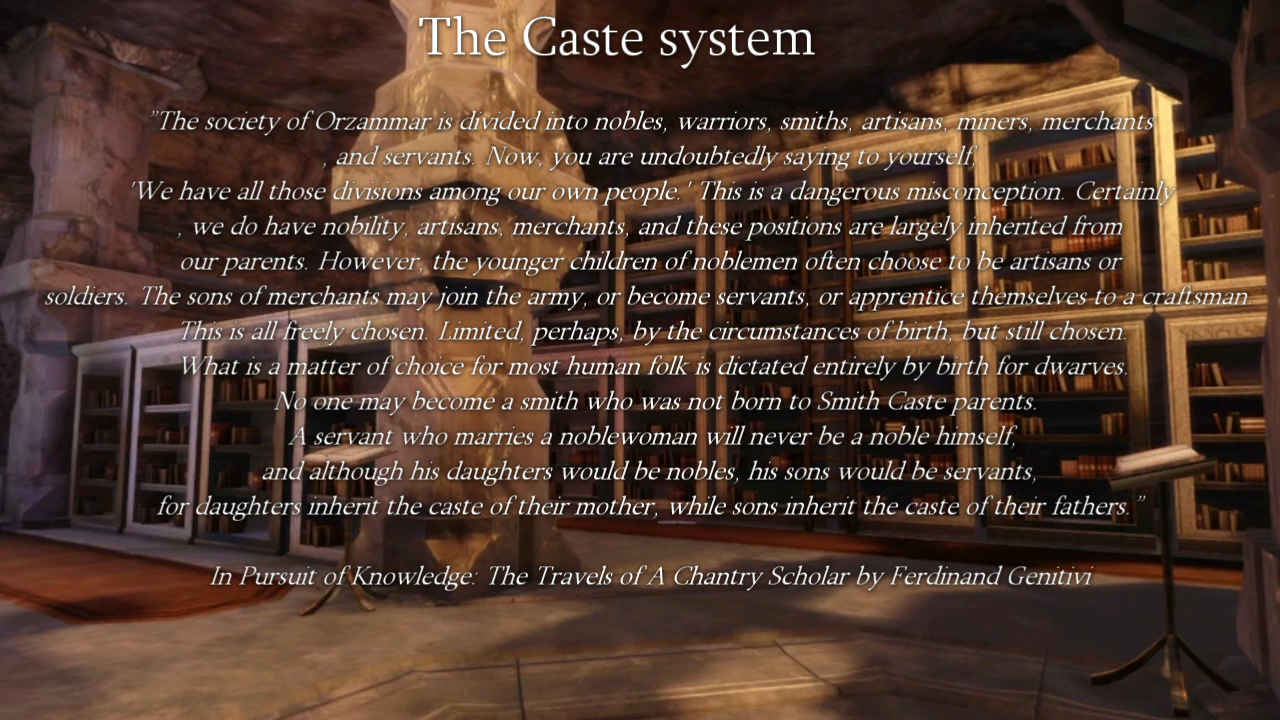 The Caste system
"The society of Orzammar is divided into nobles, warriors, smiths, artisans, miners, merchants
, and servants. Now, you are undoubtedly saying to yourself,
'We have all those divisions among our own people.' This is a dangerous misconception. Certainly
, we do have nobility, artisans, merchants, and these positions are largely inherited from
our parents. However, the younger children of noblemen often choose to be artisans or
soldiers. The sons of merchants may join the army, or become servants, or apprentice themselves to a craftsman.
This is all freely chosen. Limited, perhaps, by the circumstances of birth, but still chosen.
What is a matter of choice for most human folk is dictated entirely by birth for dwarves.
No one may become a smith who was not born to Smith Caste parents.
A servant who marries a noblewoman will never be a noble himself,
and although his daughters would be nobles, his sons would be servants,
for daughters inherit the caste of their mother, while sons inherit the caste of their fathers."
In Pursuit of Knowledge: The Travels of A Chantry Scholar by Ferdinand Genitivi